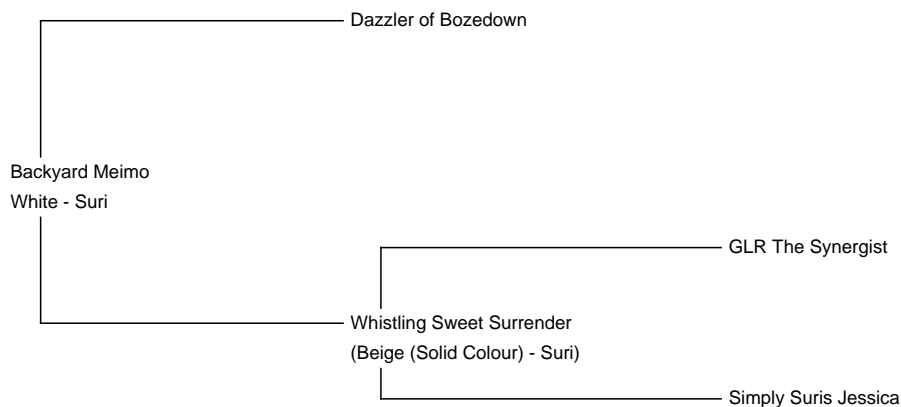 Dazzler of Bozedown
Backyard Meimo
White - Suri
GLR The Synergist
Whistling Sweet Surrender
(Beige (Solid Colour) - Suri)
Simply Suris Jessica